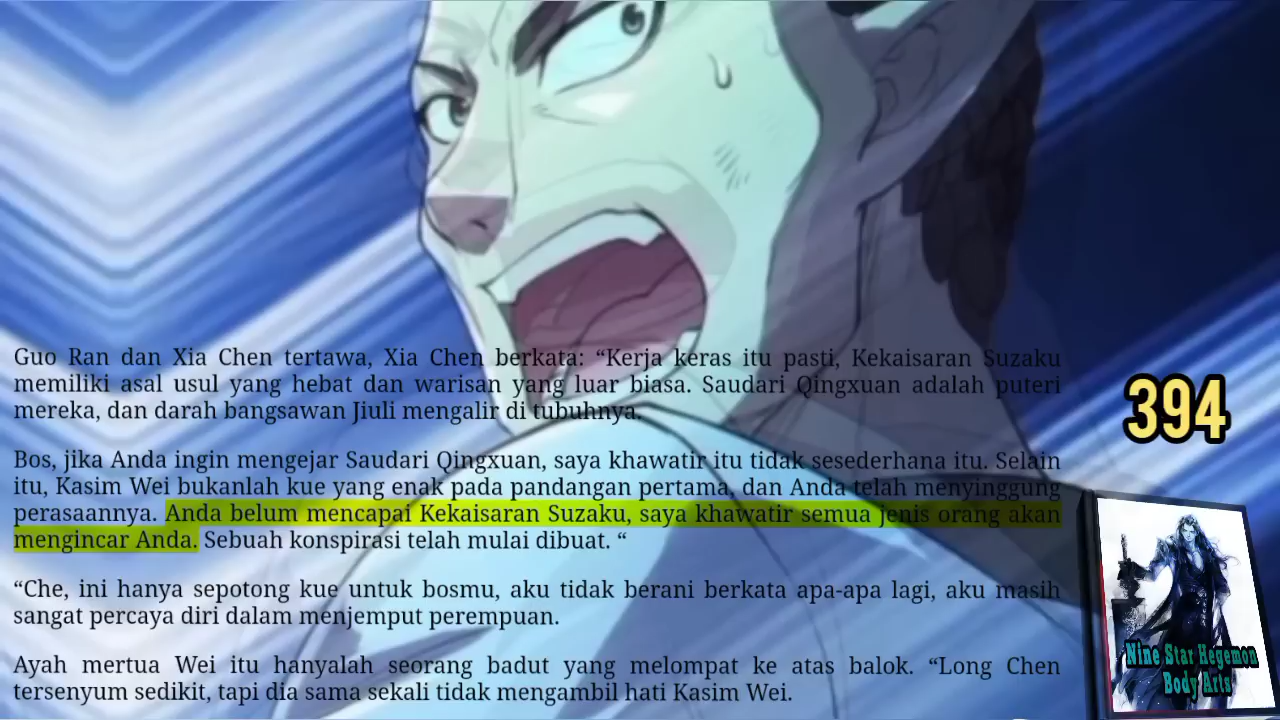 Guo Ran dan Xia Chen tertawa, Xia Chen berkata: “Kerja keras itu pasti, Kekaisaran Suzaku
memiliki asal usul yang hebat dan warisan yang luar biasa. Saudari Qingxuan adalah puteri
mereka, dan darah bangsawan Jiuli mengalir di tubuhnya.
Bos, jika Anda ingin mengejar Saudari Qingxuan, saya khawatir itu tidak sesederhana itu. Selain
itu, Kasim Wei bukanlah kue yang enak pada pandangan pertama, dan Anda telah menyinggung
perasaannya. Anda belum mencapai Kekaisaran Suzaku, saya khawatir semua jenis orang akan
mengincar Anda. Sebuah konspirasi telah mulai dibuat. “
“Che, ini hanya sepotong kue untuk bosmu, aku tidak berani berkata apa-apa lagi, aku masih
sangat percaya diri dalam menjemput perempuan.
Ayah mertua Wei itu hanyalah seorang badut yang melompat ke atas balok. “Long Chen
tersenyum sedikit, tapi dia sama sekali tidak mengambil hati Kasim Wei.
394
Nine Star Hegemon
Body Arts